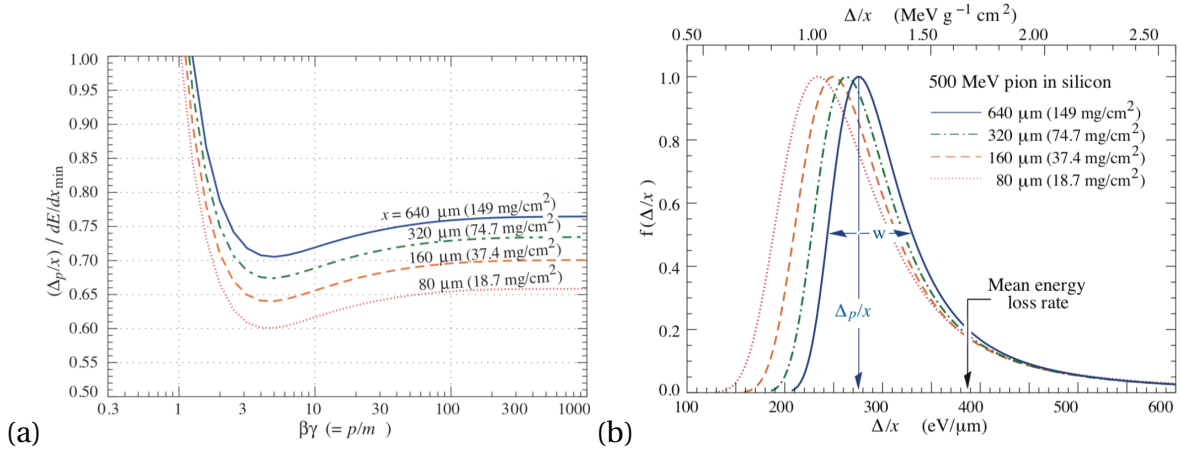 (a)
1.00
0.95
0.90
0.85
0.80
0.75
0.70
0.65
0.60
0.55
0.50
(Δp/x) / dE/dxmin
x = 640 μm (149 mg/cm²)
320 μm (74.7 mg/cm²)
160 μm (37.4 mg/cm²)
80 μm (18.7 mg/cm²)
0.3 1 3 10 30 100 300 1000
βγ (= p/m)
(b)
Δ/x (MeV g⁻¹ cm²)
0.50 1.00 1.50 2.00 2.50
f(Δ/x)
1.0
0.8
0.6
0.4
0.2
0.0
500 MeV pion in silicon
640 μm (149 mg/cm²)
320 μm (74.7 mg/cm²)
160 μm (37.4 mg/cm²)
80 μm (18.7 mg/cm²)
w
Δp/x
Mean energy
loss rate
100 200 300 400 500 600
Δ/x (eV/μm)